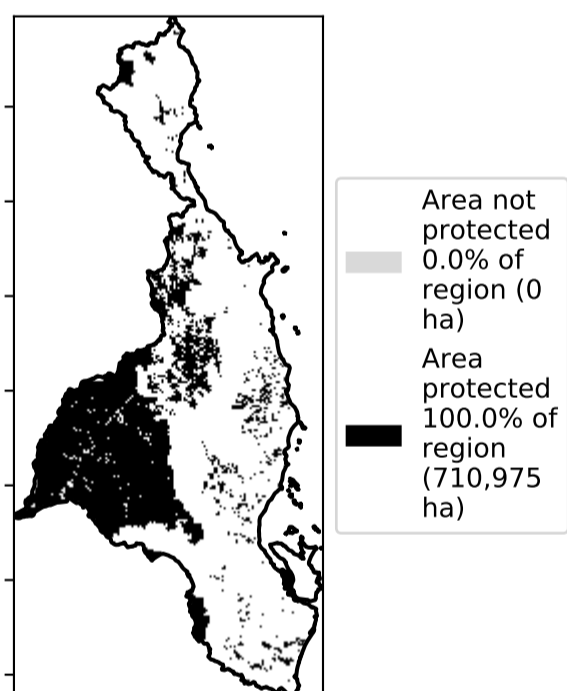 Area not
protected
0.0% of
region (0
ha)
Area
protected
100.0% of
region
(710,975
ha)